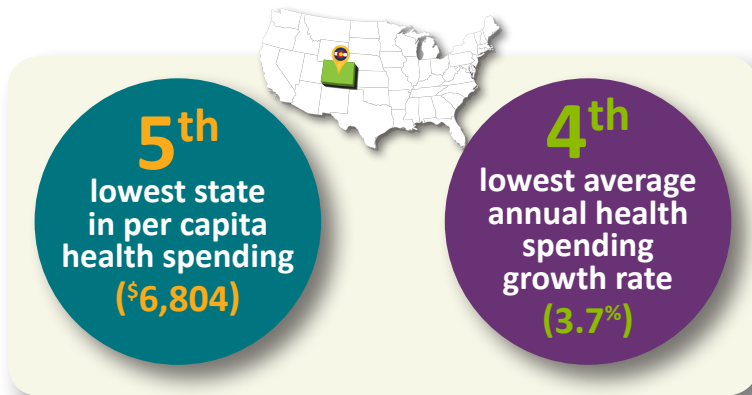 5th
lowest state
in per capita
health spending
($6,804)
4th
lowest average
annual health
spending
growth rate
(3.7%)